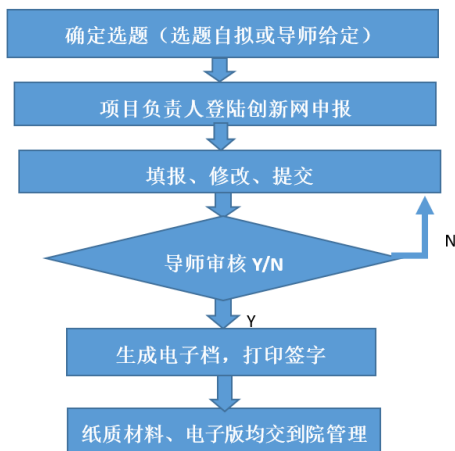 确定选题（选题自拟或导师给定）
项目负责人登陆创新网申报
填报、修改、提交
N
导师审核 Y/N
Y
生成电子档，打印签字
纸质材料、电子版均交到院管理